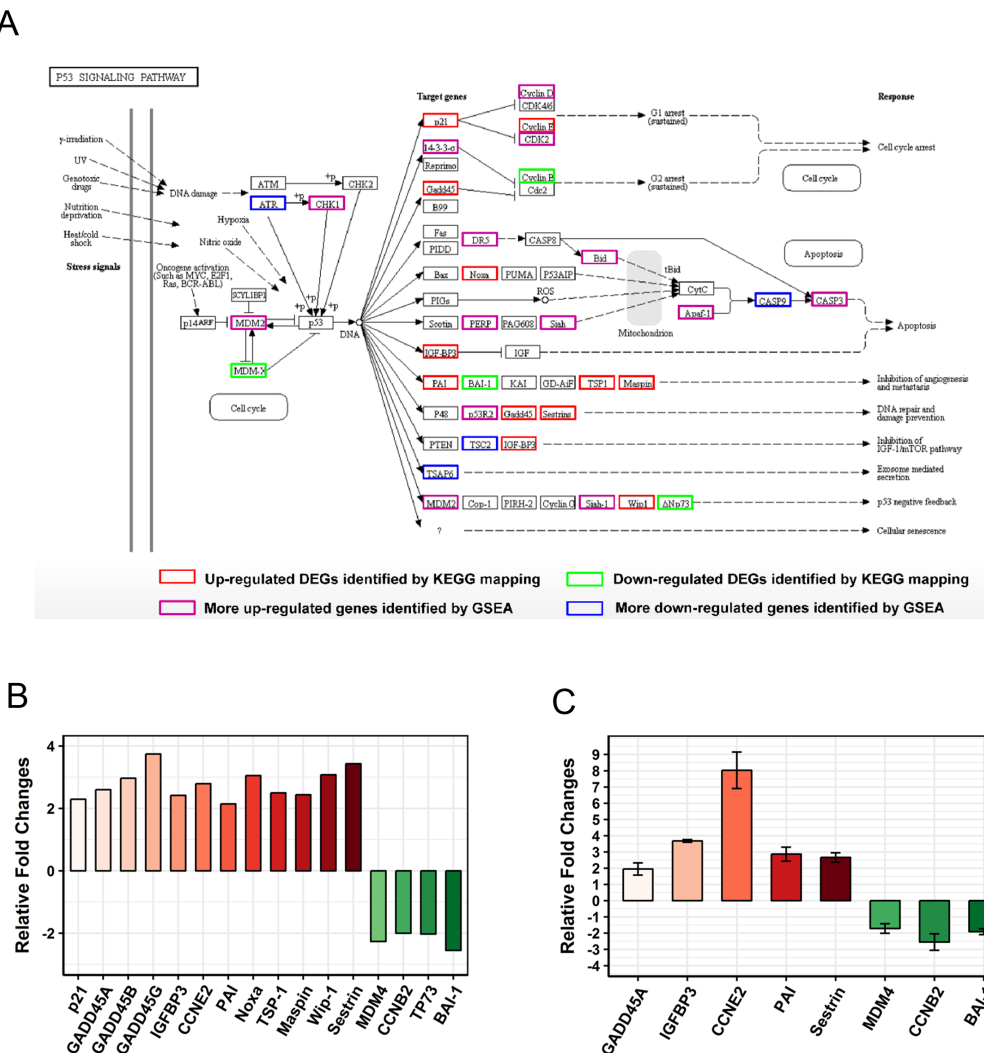 A
P53 SIGNALING PATHWAY
Target genes
Response
Cyclin D
CDK4/6
p21
G1 arrest
(sustained)
Cyclin E
CDK2
γ-irradiation
14-3-3-σ
Cell cycle arrest
UV
Reprimo
Genotoxic
drugs
DNA damage
ATM
+p
CHK2
Gadd45
Cyclin B
Cdc2
G2 arrest
(sustained)
Cell cycle
ATR
+p
CHK1
B99
Nutrition
deprivation
Hypoxia
Heat/cold
shock
Nitric oxide
Fas
PIDD
DR5
CASP8
Bid
Apoptosis
Stress signals
Oncogene activation
(Such as MYC, E2F1,
Ras, BCR-ABL)
Bax
Noxa
PUMA
P53AIP
tBid
CytC
SCYL1BP1
+p
+p
+p
PIGs
ROS
CASP9
CASP3
p14ARF
MDM2
p53
DNA
Scotin
PERP
PAG608
Siah
Apaf-1
Mitochondrion
Apoptosis
MDM-X
IGF-BP3
IGF
Cell cycle
PAI
BAI-1
KAI
GD-AiF
TSP1
Maspin
Inhibition of angiogenesis
and metastasis
P48
p53R2
Gadd45
Sestrins
DNA repair and
damage prevention
PTEN
TSC2
IGF-BP3
Inhibition of
IGF-1/mTOR pathway
TSAP6
Exosome mediated
secretion
MDM2
Cop-1
PIRH-2
Cyclin G
Siah-1
Wip1
ΔNp73
p53 negative feedback
?
Cellular senescence
Up-regulated DEGs identified by KEGG mapping
Down-regulated DEGs identified by KEGG mapping
More up-regulated genes identified by GSEA
More down-regulated genes identified by GSEA
B
Relative Fold Changes
4
2
0
-2
p21
GADD45A
GADD45B
GADD45G
IGFBP3
CCNE2
PAI
Noxa
TSP-1
Maspin
Wip-1
Sestrin
MDM4
CCNB2
TP73
BAI-1
C
Relative Fold Changes
9
8
7
6
5
4
3
2
1
0
-1
-2
-3
-4
GADD45A
IGFBP3
CCNE2
PAI
Sestrin
MDM4
CCNB2
BAI-1